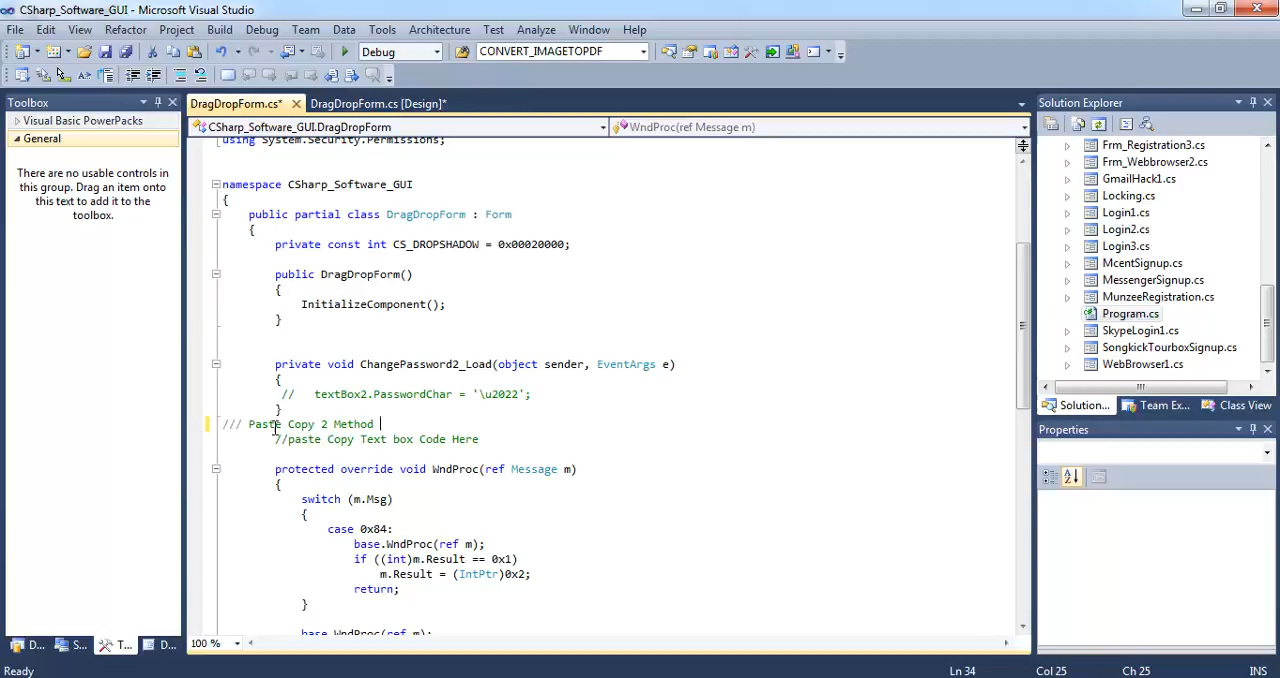 CSharp_Software_GUI - Microsoft Visual Studio
File Edit View Refactor Project Build Debug Team Data Tools Architecture Test Analyze Window Help
Debug CONVERT_IMAGETOPDF
Toolbox
DragDropForm.cs* DragDropForm.cs [Design]*
Solution Explorer
Visual Basic PowerPacks
General
There are no usable controls in
this group. Drag an item onto
this text to add it to the
toolbox.
CSharp_Software_GUI.DragDropForm WndProc(ref Message m)
using System.Security.Permissions;
namespace CSharp_Software_GUI
{
public partial class DragDropForm : Form
{
private const int CS_DROPSHADOW = 0x00020000;
public DragDropForm()
{
InitializeComponent();
}
private void ChangePassword2_Load(object sender, EventArgs e)
{
// textBox2.PasswordChar = '\u2022';
}
/// Paste Copy 2 Method
//paste Copy Text box Code Here
protected override void WndProc(ref Message m)
{
switch (m.Msg)
{
case 0x84:
base.WndProc(ref m);
if ((int)m.Result == 0x1)
m.Result = (IntPtr)0x2;
return;
}
base.WndProc(ref m);
100 %
Frm_Registration3.cs
Frm_Webbrowser2.cs
GmailHack1.cs
Locking.cs
Login1.cs
Login2.cs
Login3.cs
McentSignup.cs
MessengerSignup.cs
MunzeeRegistration.cs
Program.cs
SkypeLogin1.cs
SongkickTourboxSignup.cs
WebBrowser1.cs
Solution... Team Ex... Class View
Properties
D... S... T... D...
Ready Ln 34 Col 25 Ch 25 INS